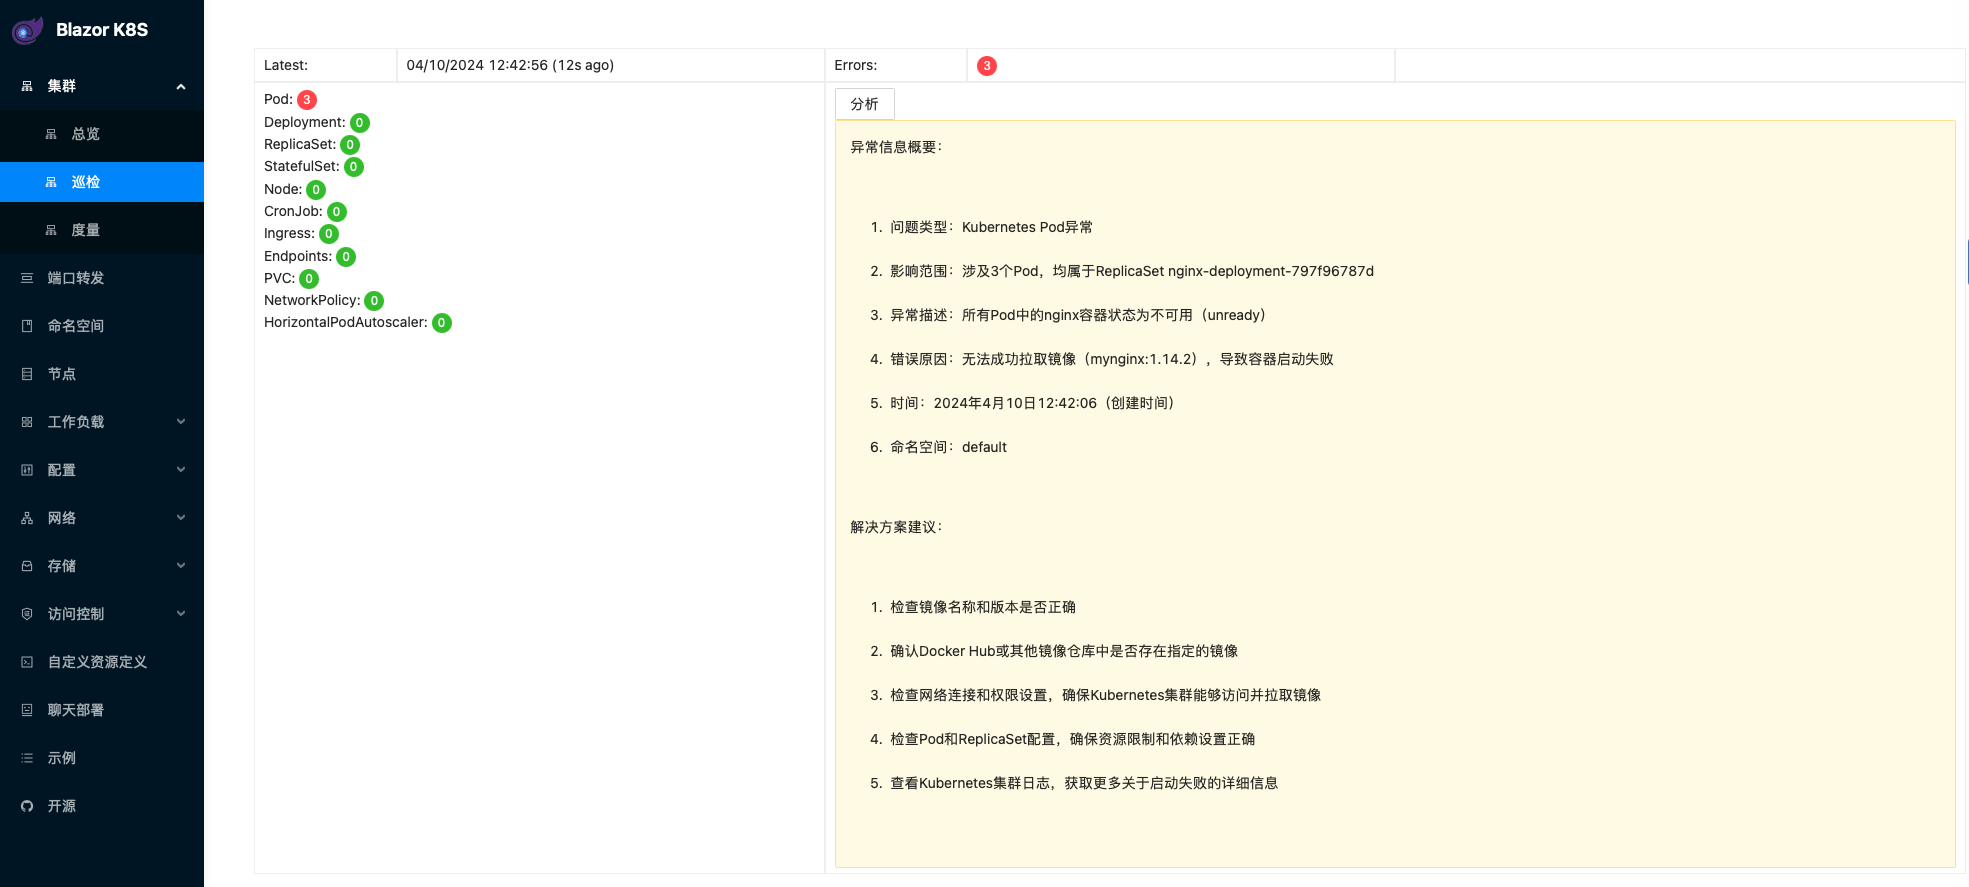 Blazor K8S
集群
总览
巡检
度量
端口转发
命名空间
节点
工作负载
配置
网络
存储
访问控制
自定义资源定义
聊天部署
示例
开源
Latest:
04/10/2024 12:42:56 (12s ago)
Errors:
3
Pod: 3
Deployment: 0
ReplicaSet: 0
StatefulSet: 0
Node: 0
CronJob: 0
Ingress: 0
Endpoints: 0
PVC: 0
NetworkPolicy: 0
HorizontalPodAutoscaler: 0
分析
异常信息概要：
1. 问题类型：Kubernetes Pod异常
2. 影响范围：涉及3个Pod，均属于ReplicaSet nginx-deployment-797f96787d
3. 异常描述：所有Pod中的nginx容器状态为不可用（unready）
4. 错误原因：无法成功拉取镜像（mynginx:1.14.2），导致容器启动失败
5. 时间：2024年4月10日12:42:06（创建时间）
6. 命名空间：default
解决方案建议：
1. 检查镜像名称和版本是否正确
2. 确认Docker Hub或其他镜像仓库中是否存在指定的镜像
3. 检查网络连接和权限设置，确保Kubernetes集群能够访问并拉取镜像
4. 检查Pod和ReplicaSet配置，确保资源限制和依赖设置正确
5. 查看Kubernetes集群日志，获取更多关于启动失败的详细信息